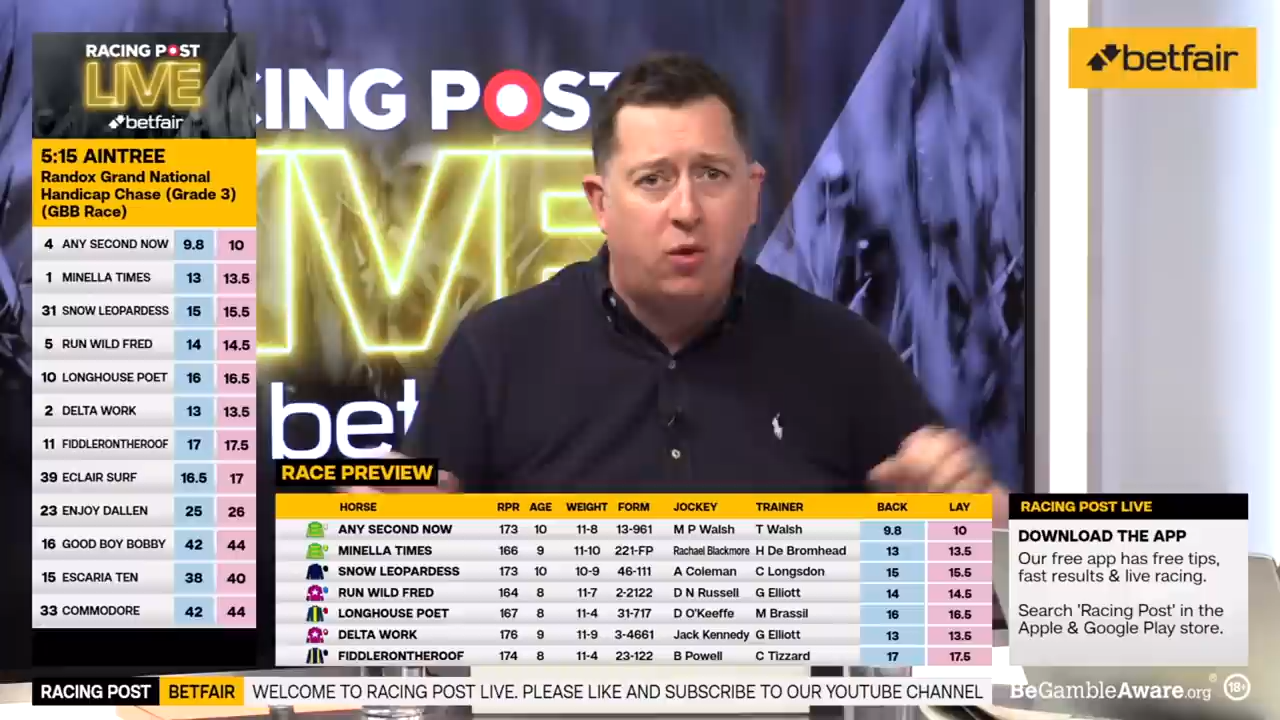 RACING POST
LIVE
betfair
5:15 AINTREE
Randox Grand National
Handicap Chase (Grade 3)
(GBB Race)
4 ANY SECOND NOW 9.8 10
1 MINELLA TIMES 13 13.5
31 SNOW LEOPARDESS 15 15.5
5 RUN WILD FRED 14 14.5
10 LONGHOUSE POET 16 16.5
2 DELTA WORK 13 13.5
11 FIDDLERONTHEROOF 17 17.5
39 ECLAIR SURF 16.5 17
23 ENJOY DALLEN 25 26
16 GOOD BOY BOBBY 42 44
15 ESCARIA TEN 38 40
33 COMMODORE 42 44
CING POST
IVE
bet
betfair
RACE PREVIEW
HORSE RPR AGE WEIGHT FORM JOCKEY TRAINER BACK LAY
ANY SECOND NOW 173 10 11-8 13-961 M P Walsh T Walsh 9.8 10
MINELLA TIMES 166 9 11-10 221-FP Rachael Blackmore H De Bromhead 13 13.5
SNOW LEOPARDESS 173 10 10-9 46-111 A Coleman C Longsdon 15 15.5
RUN WILD FRED 164 8 11-7 2-2122 D N Russell G Elliott 14 14.5
LONGHOUSE POET 167 8 11-4 31-717 D O'Keeffe M Brassil 16 16.5
DELTA WORK 176 9 11-9 3-4661 Jack Kennedy G Elliott 13 13.5
FIDDLERONTHEROOF 174 8 11-4 23-122 B Powell C Tizzard 17 17.5
RACING POST LIVE
DOWNLOAD THE APP
Our free app has free tips,
fast results & live racing.
Search 'Racing Post' in the
Apple & Google Play store.
RACING POST BETFAIR WELCOME TO RACING POST LIVE. PLEASE LIKE AND SUBSCRIBE TO OUR YOUTUBE CHANNEL
BeGambleAware.org 18+